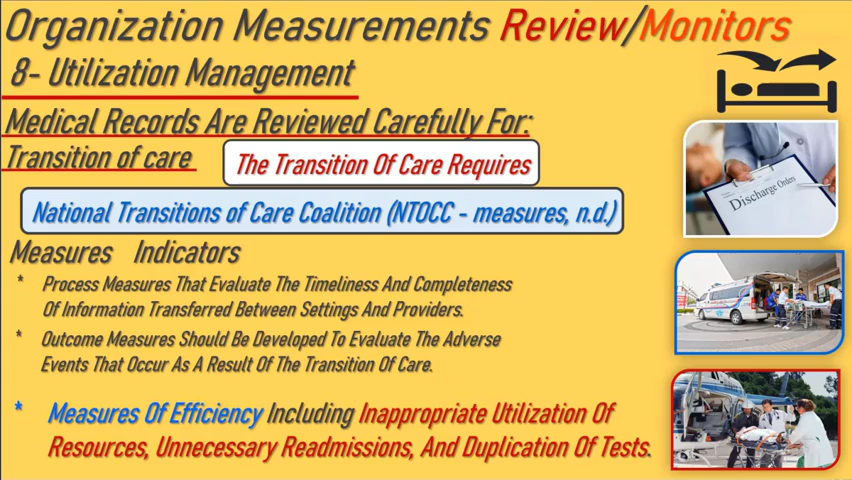 Organization Measurements Review/Monitors
8- Utilization Management
Medical Records Are Reviewed Carefully For:
Transition of care
The Transition Of Care Requires
National Transitions of Care Coalition (NTOCC - measures, n.d.)
Measures Indicators
* Process Measures That Evaluate The Timeliness And Completeness
Of Information Transferred Between Settings And Providers.
* Outcome Measures Should Be Developed To Evaluate The Adverse
Events That Occur As A Result Of The Transition Of Care.
* Measures Of Efficiency Including Inappropriate Utilization Of
Resources, Unnecessary Readmissions, And Duplication Of Tests.
Discharge Orders